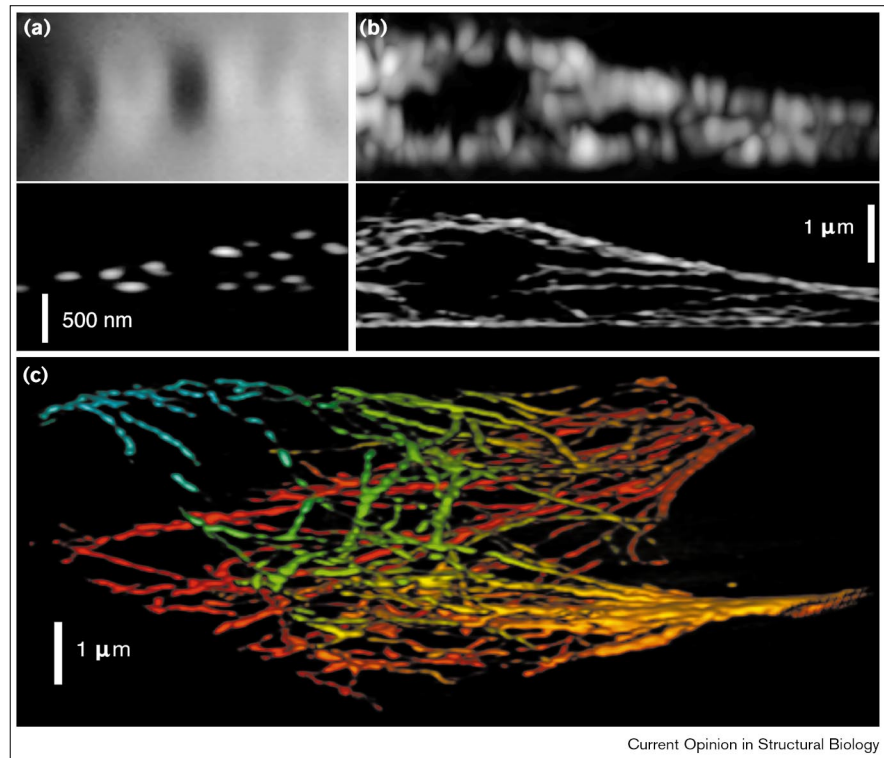 (a)
(b)
1 μm
500 nm
(c)
1 μm
Current Opinion in Structural Biology